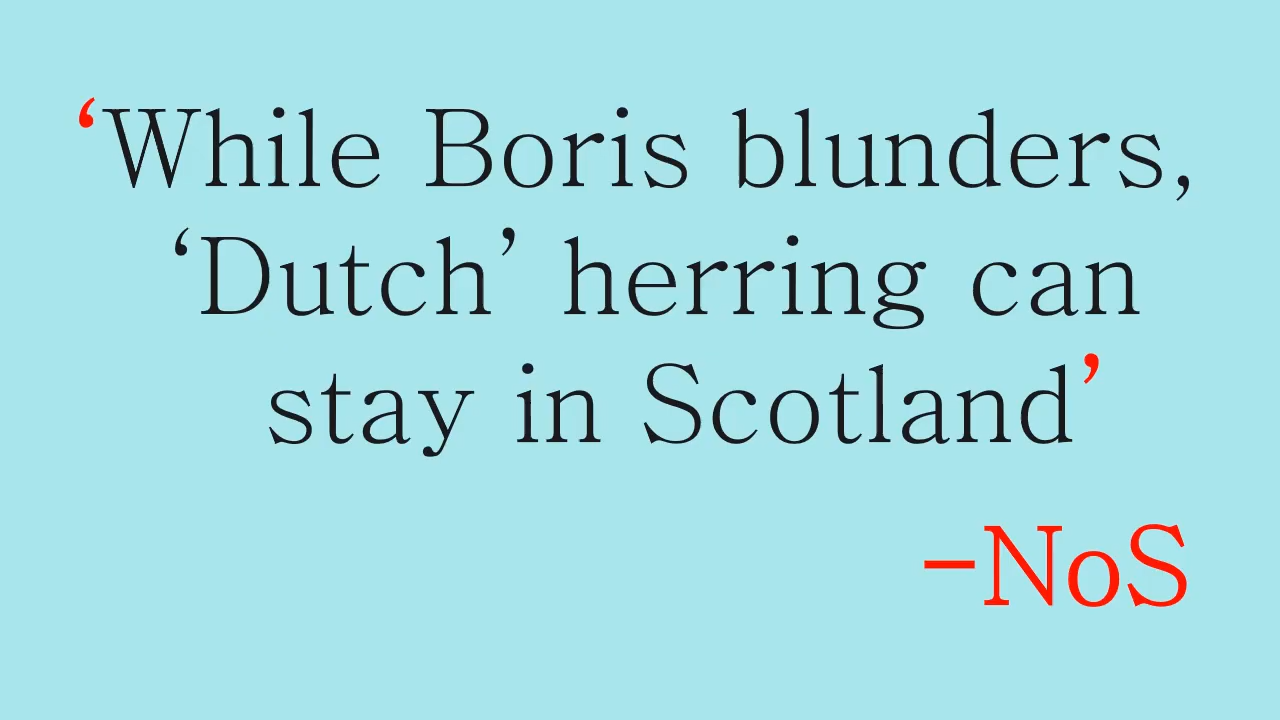 ‘While Boris blunders,
‘Dutch’ herring can
stay in Scotland’
–NoS